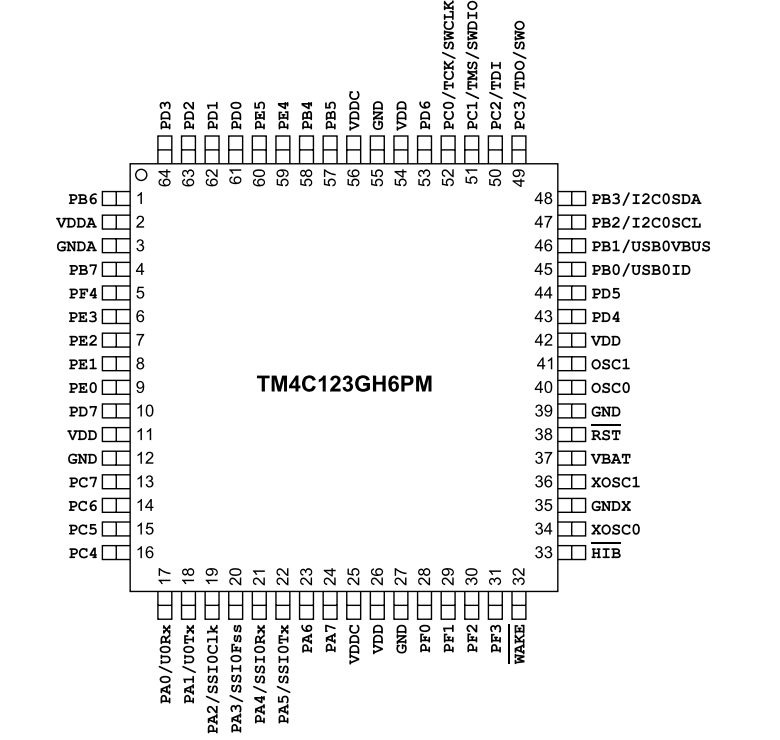 PC0/TCK/SWCLK
PC1/TMS/SWDIO
PC2/TDI
PC3/TDO/SWO
PD3
PD2
PD1
PD0
PE5
PE4
PB4
PB5
VDDC
GND
VDD
PD6
64
63
62
61
60
59
58
57
56
55
54
53
52
51
50
49
PB6 1
VDDA 2
GNDA 3
PB7 4
PF4 5
PE3 6
PE2 7
PE1 8
PE0 9
PD7 10
VDD 11
GND 12
PC7 13
PC6 14
PC5 15
PC4 16
TM4C123GH6PM
48 PB3/I2C0SDA
47 PB2/I2C0SCL
46 PB1/USB0VBUS
45 PB0/USB0ID
44 PD5
43 PD4
42 VDD
41 OSC1
40 OSC0
39 GND
38 RST
37 VBAT
36 XOSC1
35 GNDX
34 XOSC0
33 HIB
17
18
19
20
21
22
23
24
25
26
27
28
29
30
31
32
PA0/U0Rx
PA1/U0Tx
PA2/SSI0Clk
PA3/SSI0Fss
PA4/SSI0Rx
PA5/SSI0Tx
PA6
PA7
VDDC
VDD
GND
PF0
PF1
PF2
PF3
WAKE